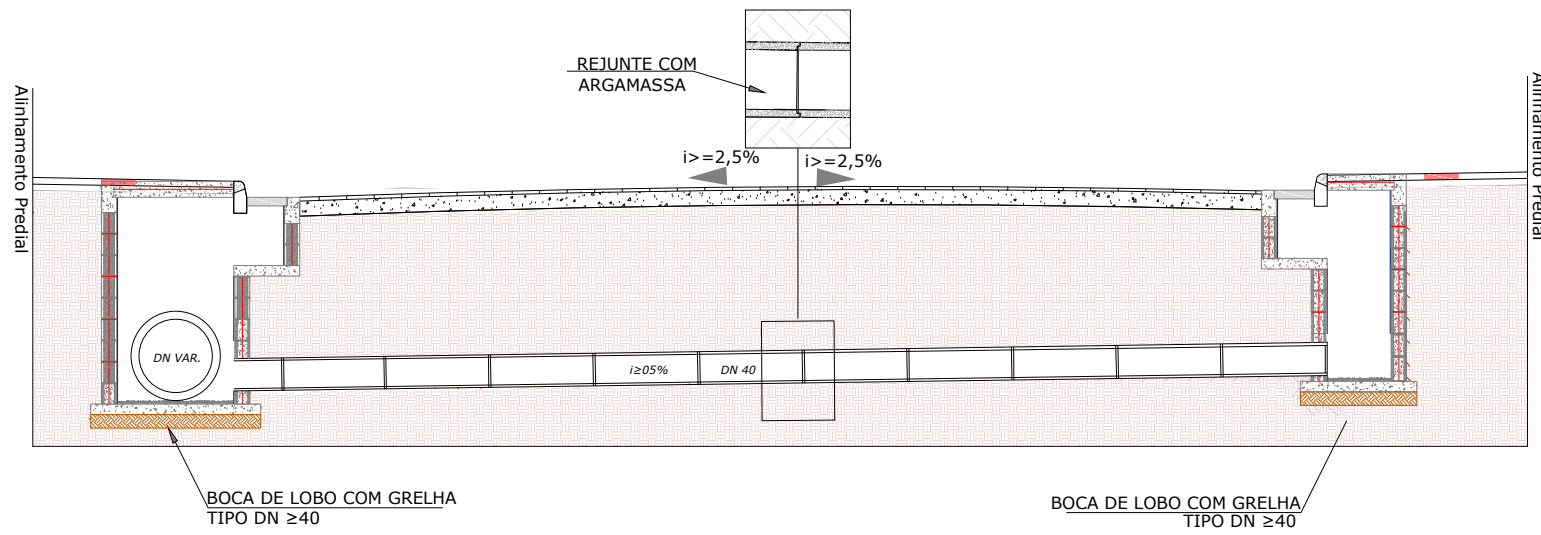 REJUNTE COM
ARGAMASSA
Alinhamento Predial
Alinhamento Predial
i>=2,5%
i>=2,5%
DN VAR.
i≥05%
DN 40
BOCA DE LOBO COM GRELHA
TIPO DN ≥40
BOCA DE LOBO COM GRELHA
TIPO DN ≥40